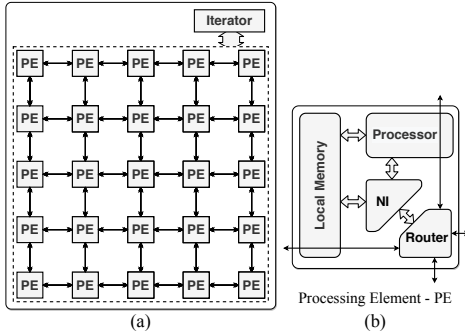 Iterator
PE PE PE PE PE
PE PE PE PE PE
PE PE PE PE PE
PE PE PE PE PE
PE PE PE PE PE
(a)
Local Memory
Processor
NI
Router
Processing Element - PE
(b)